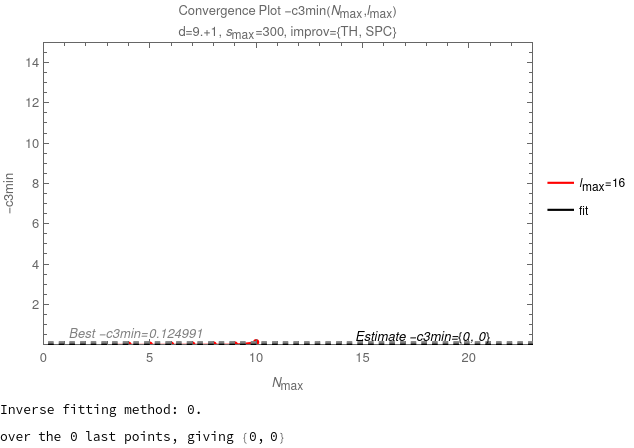 Convergence Plot −c3min(Nmax,lmax)
d=9.+1, smax=300, improv={TH, SPC}
14
12
10
8
6
4
2
−c3min
Best −c3min=0.124991
Estimate −c3min={0, 0}
0
5
10
15
20
Nmax
lmax=16
fit
Inverse fitting method: 0.
over the 0 last points, giving {0, 0}